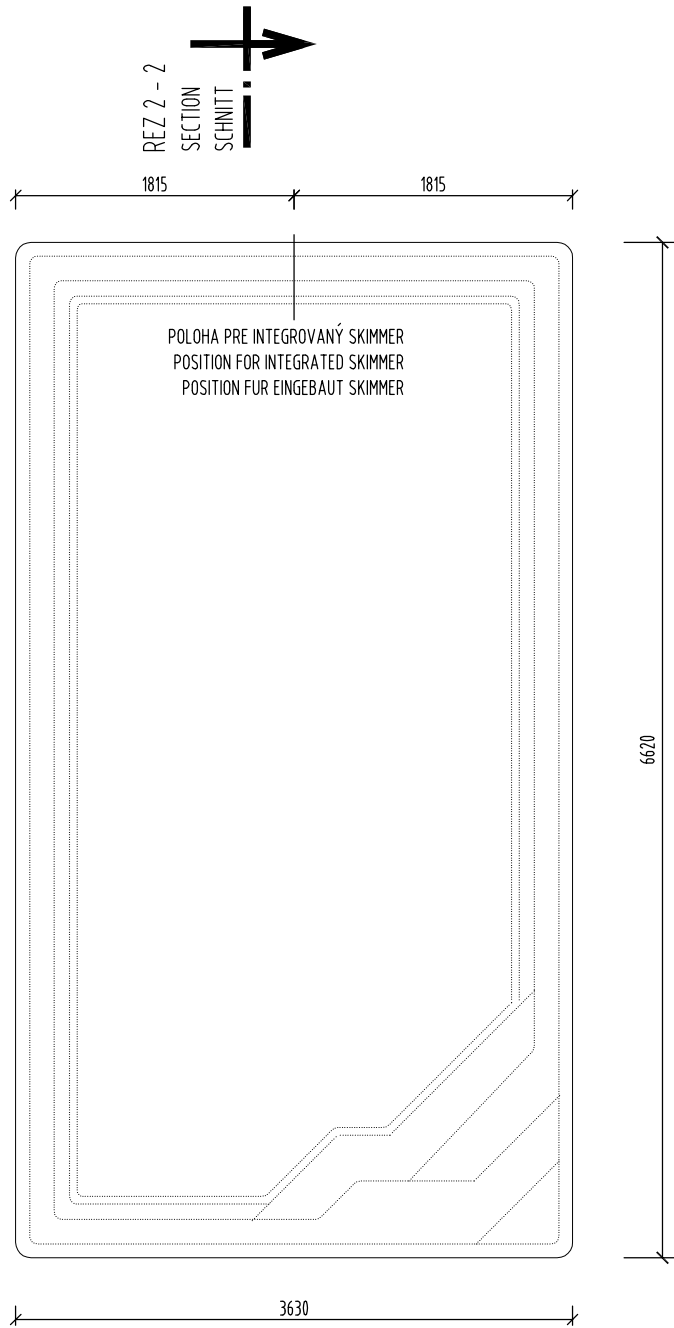 REZ 2 - 2
SECTION
SCHNITT
1815
1815
POLOHA PRE INTEGROVANÝ SKIMMER
POSITION FOR INTEGRATED SKIMMER
POSITION FUR EINGEBAUT SKIMMER
6620
3630